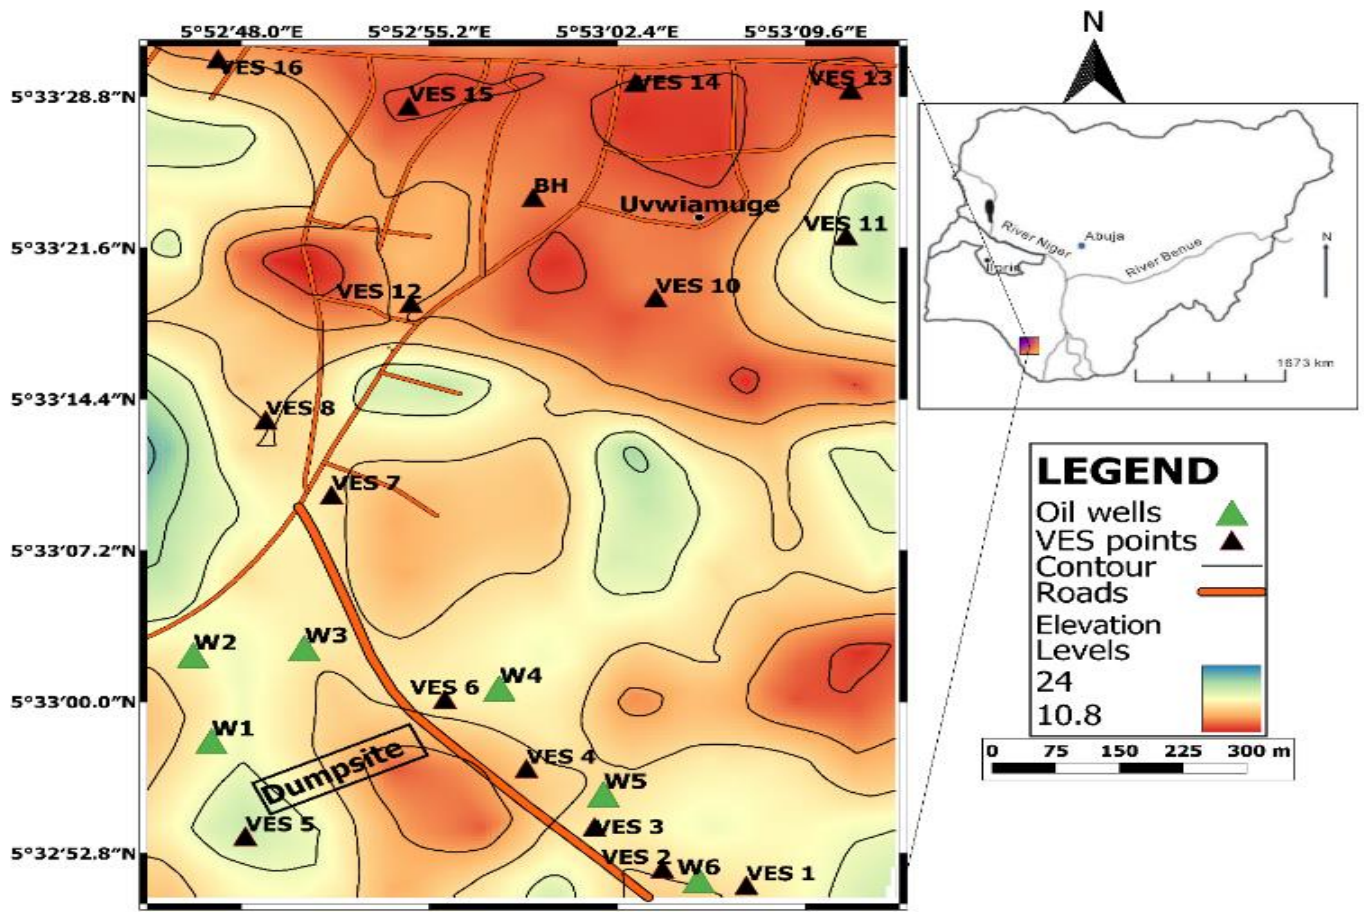 5°52′48.0″E 5°52′55.2″E 5°53′02.4″E 5°53′09.6″E
N
VES 16
VES 15
VES 14
VES 13
5°33′28.8″N
BH
Uvwiamuge
VES 11
5°33′21.6″N
VES 12
VES 10
5°33′14.4″N
VES 8
VES 7
5°33′07.2″N
W2
W3
VES 6
W4
5°33′00.0″N
W1
Dumpsite
VES 4
W5
VES 5
VES 3
5°32′52.8″N
VES 2
W6
VES 1
River Niger
Abuja
River Benue
N
1673 km
LEGEND
Oil wells
VES points
Contour
Roads
Elevation
Levels
24
10.8
0 75 150 225 300 m